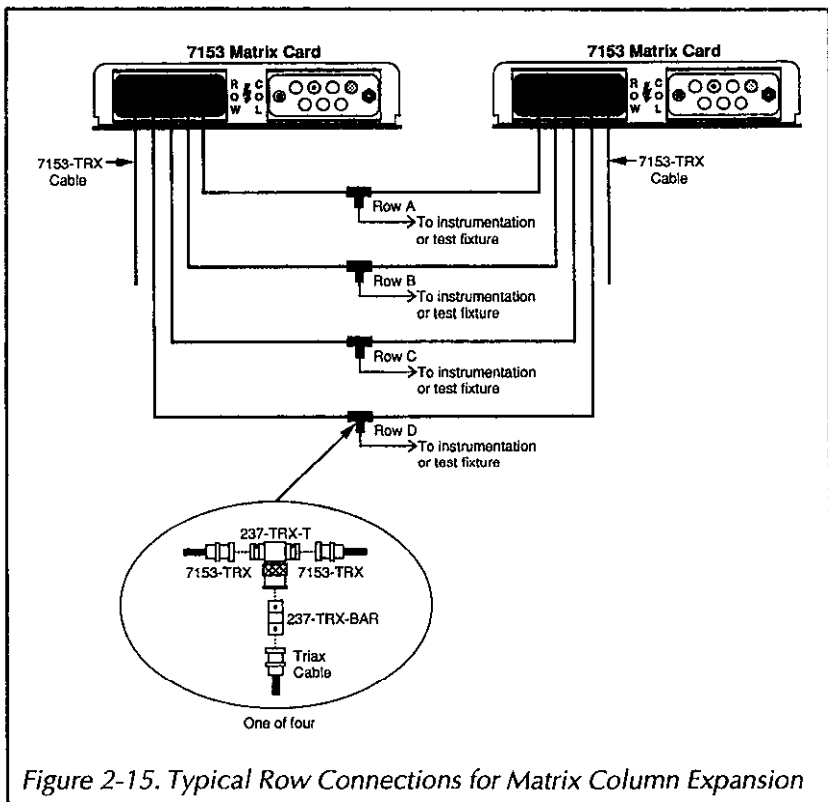 7153 Matrix Card
7153 Matrix Card
R O W
C O L
R O W
C O L
7153-TRX
Cable
7153-TRX
Cable
Row A
To instrumentation
or test fixture
Row B
To instrumentation
or test fixture
Row C
To instrumentation
or test fixture
Row D
To instrumentation
or test fixture
237-TRX-T
7153-TRX
7153-TRX
237-TRX-BAR
Triax
Cable
One of four
Figure 2-15. Typical Row Connections for Matrix Column Expansion